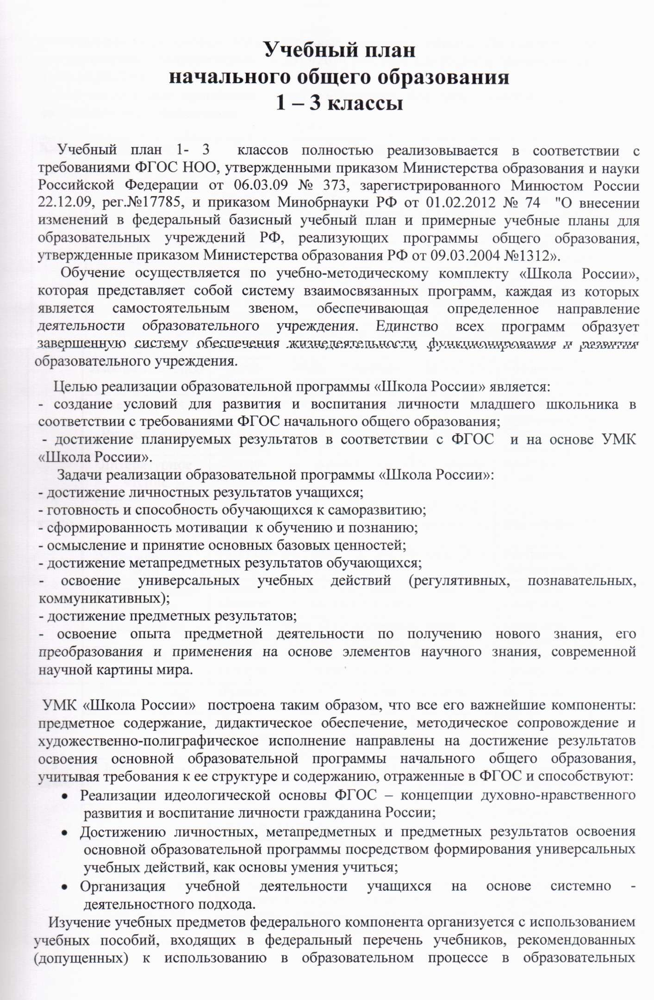 Учебный план
начального общего образования
1 – 3 классы
Учебный план 1- 3 классов полностью реализовывается в соответствии с
требованиями ФГОС НОО, утвержденными приказом Министерства образования и науки
Российской Федерации от 06.03.09 № 373, зарегистрированного Минюстом России
22.12.09, рег.№17785, и приказом Минобрнауки РФ от 01.02.2012 № 74 "О внесении
изменений в федеральный базисный учебный план и примерные учебные планы для
образовательных учреждений РФ, реализующих программы общего образования,
утвержденные приказом Министерства образования РФ от 09.03.2004 №1312».
Обучение осуществляется по учебно-методическому комплекту «Школа России»,
которая представляет собой систему взаимосвязанных программ, каждая из которых
является самостоятельным звеном, обеспечивающая определенное направление
деятельности образовательного учреждения. Единство всех программ образует
завершенную систему обеспечения жизнедеятельности, функционирования и развития
образовательного учреждения.
Целью реализации образовательной программы «Школа России» является:
- создание условий для развития и воспитания личности младшего школьника в
соответствии с требованиями ФГОС начального общего образования;
- достижение планируемых результатов в соответствии с ФГОС и на основе УМК
«Школа России».
Задачи реализации образовательной программы «Школа России»:
- достижение личностных результатов учащихся;
- готовность и способность обучающихся к саморазвитию;
- сформированность мотивации к обучению и познанию;
- осмысление и принятие основных базовых ценностей;
- достижение метапредметных результатов обучающихся;
- освоение универсальных учебных действий (регулятивных, познавательных,
коммуникативных);
- достижение предметных результатов;
- освоение опыта предметной деятельности по получению нового знания, его
преобразования и применения на основе элементов научного знания, современной
научной картины мира.
УМК «Школа России» построена таким образом, что все его важнейшие компоненты:
предметное содержание, дидактическое обеспечение, методическое сопровождение и
художественно-полиграфическое исполнение направлены на достижение результатов
освоения основной образовательной программы начального общего образования,
учитывая требования к ее структуре и содержанию, отраженные в ФГОС и способствуют:
• Реализации идеологической основы ФГОС – концепции духовно-нравственного
развития и воспитание личности гражданина России;
• Достижению личностных, метапредметных и предметных результатов освоения
основной образовательной программы посредством формирования универсальных
учебных действий, как основы умения учиться;
• Организация учебной деятельности учащихся на основе системно -
деятельностного подхода.
Изучение учебных предметов федерального компонента организуется с использованием
учебных пособий, входящих в федеральный перечень учебников, рекомендованных
(допущенных) к использованию в образовательном процессе в образовательных